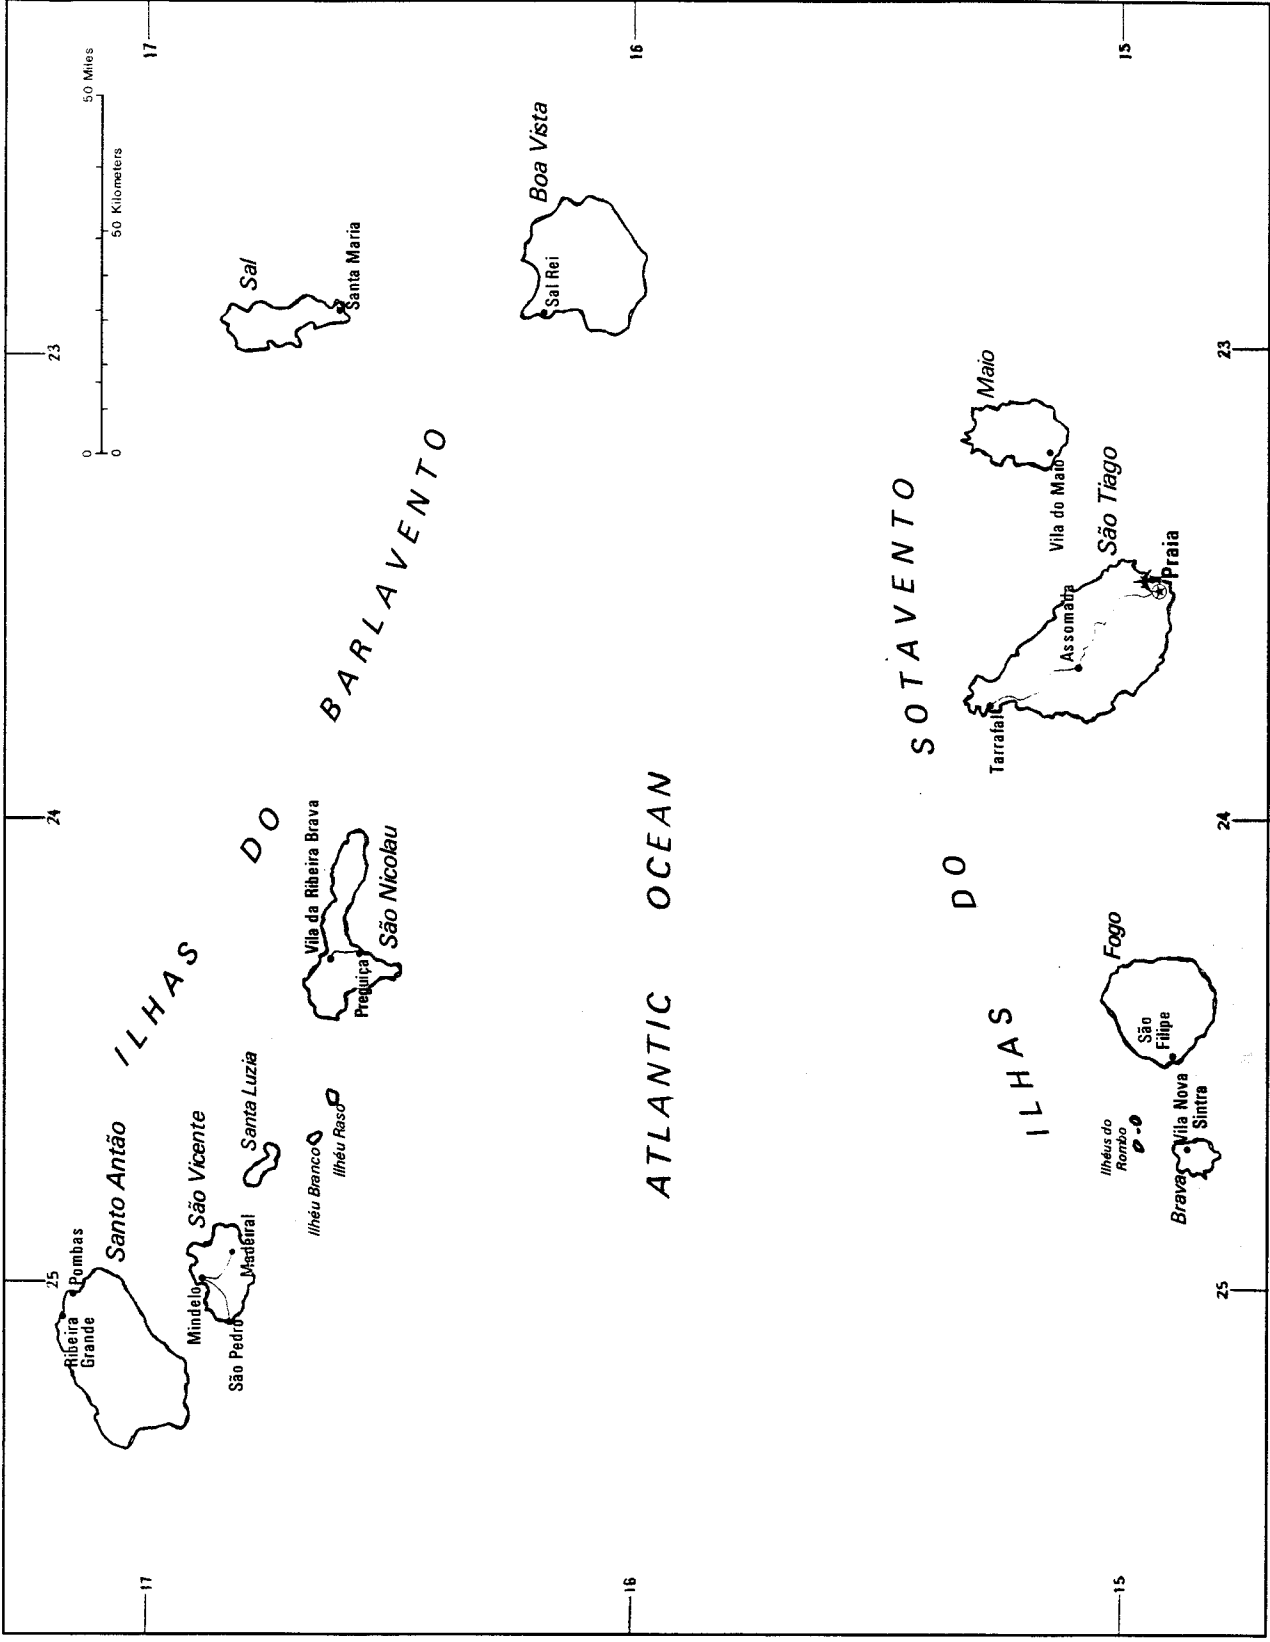 25
24
23
17
17
Ribeira
Grande
Pombas
Santo Antão
ILHAS
DO
BARLAVENTO
0
50 Miles
0
50 Kilometers
Mindelo
São Vicente
São Pedro
Madeiral
Santa Luzia
Ilhéu Branco
Ilhéu Raso
Vila da Ribeira Brava
Preguiça
São Nicolau
Sal
Santa Maria
16
16
ATLANTIC OCEAN
Boa Vista
Sal Rei
ILHAS
DO
SOTAVENTO
Maio
Vila do Maio
Tarrafal
Assomada
São Tiago
Praia
15
15
Fogo
São
Filipe
Ilhéus do
Rombo
Vila Nova
Sintra
Brava
25
24
23